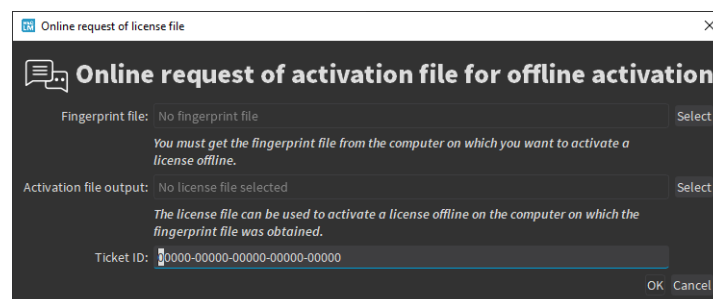 Online request of license file
Online request of activation file for offline activation
Fingerprint file: No fingerprint file Select
You must get the fingerprint file from the computer on which you want to activate a
license offline.
Activation file output: No license file selected Select
The license file can be used to activate a license offline on the computer on which the
fingerprint file was obtained.
Ticket ID: 00000-00000-00000-00000-00000
OK Cancel